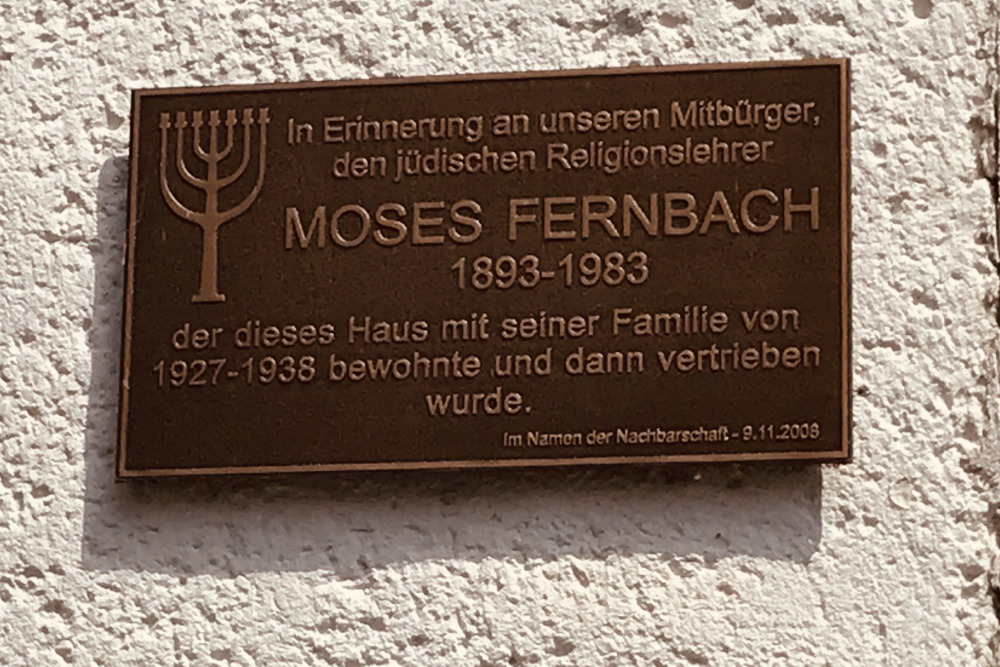 In Erinnerung an unseren Mitbürger,
den jüdischen Religionslehrer
MOSES FERNBACH
1893-1983
der dieses Haus mit seiner Familie von
1927-1938 bewohnte und dann vertrieben
wurde.
Im Namen der Nachbarschaft - 9.11.2008